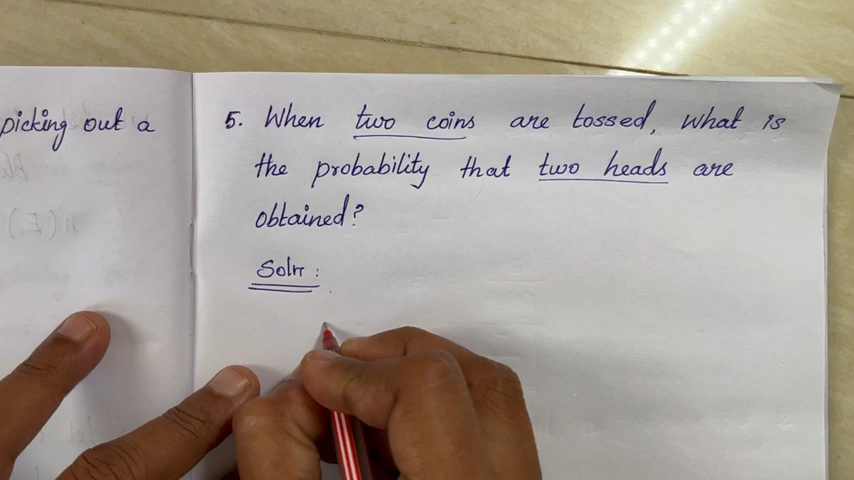 picking out a
5. When two coins are tossed, what is
the probability that two heads are
obtained?
Soln :